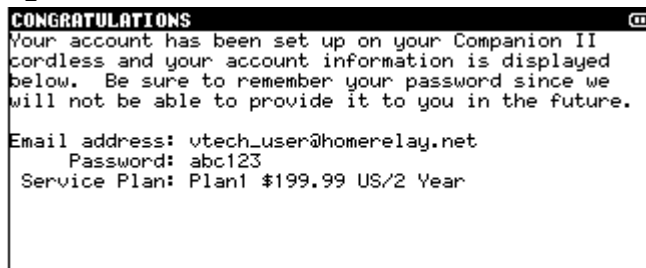 CONGRATULATIONS
Your account has been set up on your Companion II
cordless and your account information is displayed
below.  Be sure to remember your password since we
will not be able to provide it to you in the future.
Email address: vtech_user@homerelay.net
Password: abc123
Service Plan: Plan1 $199.99 US/2 Year